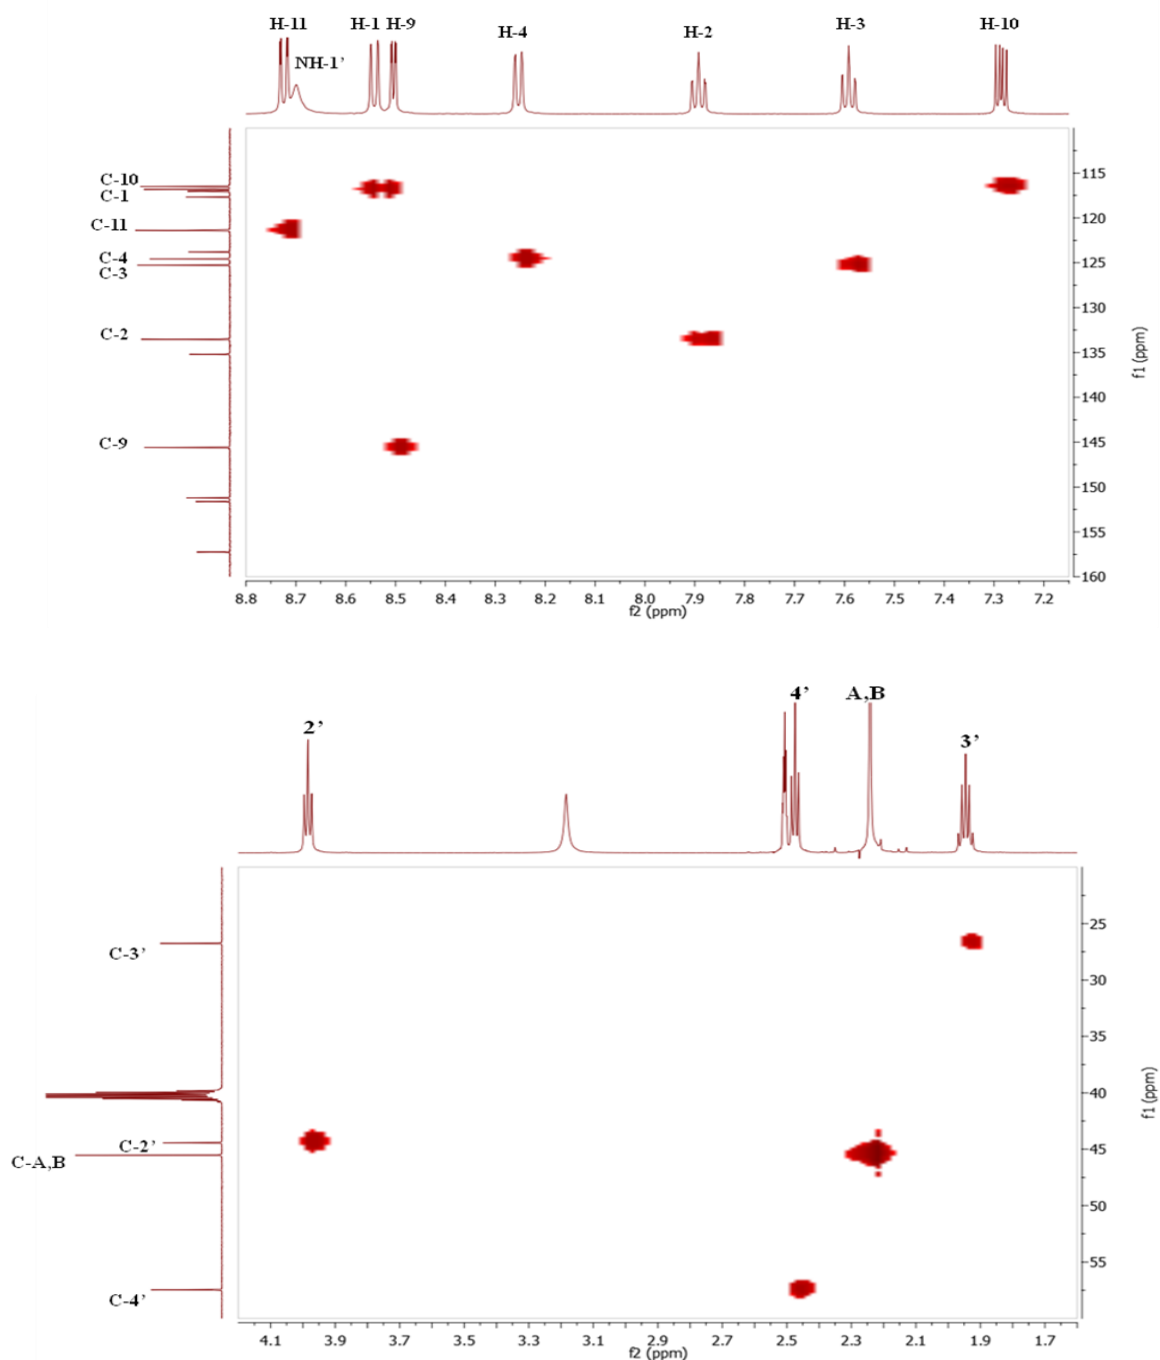 H-11 H-1 H-9 H-4 H-2 H-3 H-10
NH-1’
C-10
C-1
C-11
C-4
C-3
C-2
C-9
115
120
125
130
135
140
145
150
155
160
f1 (ppm)
8.8 8.7 8.6 8.5 8.4 8.3 8.2 8.1 8.0 7.9 7.8 7.7 7.6 7.5 7.4 7.3 7.2
f2 (ppm)
2’ 4’ A,B 3’
C-3’
C-2’
C-A,B
C-4’
25
30
35
40
45
50
55
f1 (ppm)
4.1 3.9 3.7 3.5 3.3 3.1 2.9 2.7 2.5 2.3 2.1 1.9 1.7
f2 (ppm)